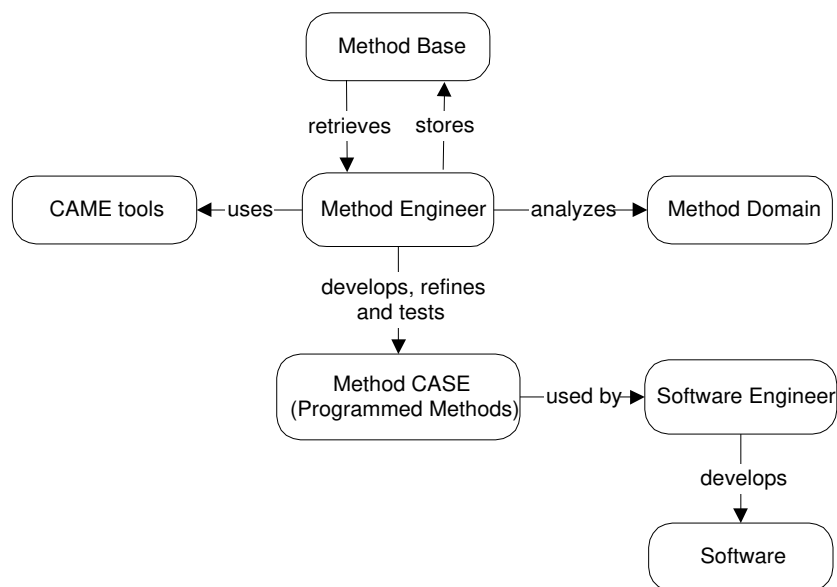 Method Base
retrieves
stores
CAME tools
uses
Method Engineer
analyzes
Method Domain
develops, refines
and tests
Method CASE
(Programmed Methods)
used by
Software Engineer
develops
Software